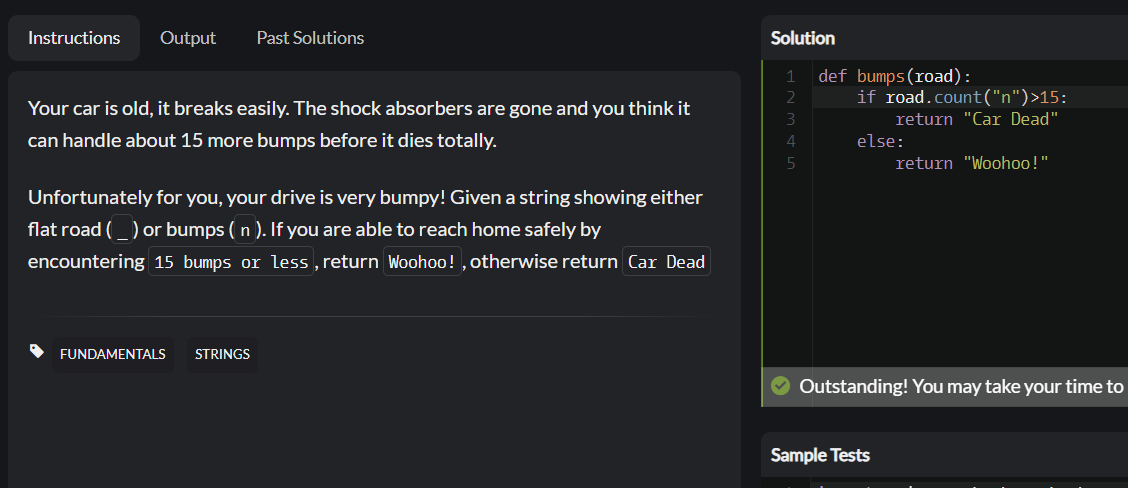 Instructions
Output
Past Solutions
Your car is old, it breaks easily. The shock absorbers are gone and you think it
can handle about 15 more bumps before it dies totally.
Unfortunately for you, your drive is very bumpy! Given a string showing either
flat road (_) or bumps (n). If you are able to reach home safely by
encountering 15 bumps or less, return Woohoo!, otherwise return Car Dead
FUNDAMENTALS
STRINGS
Solution
1 def bumps(road):
2     if road.count("n")>15:
3         return "Car Dead"
4     else:
5         return "Woohoo!"
Outstanding! You may take your time to
Sample Tests